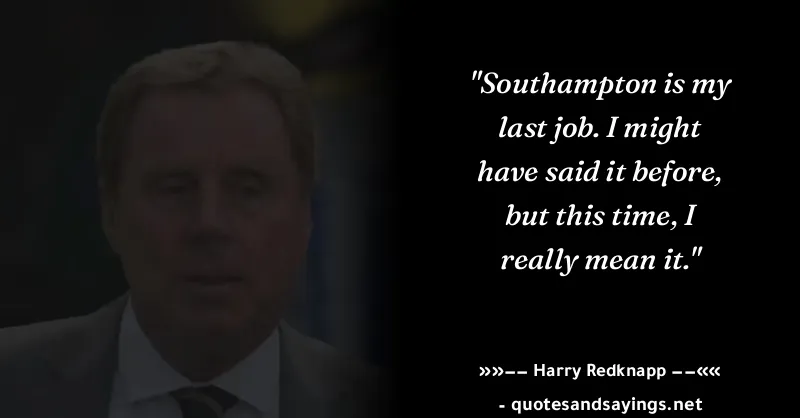 "Southampton is my
last job. I might
have said it before,
but this time, I
really mean it."
»»−− Harry Redknapp −−««
- quotesandsayings.net